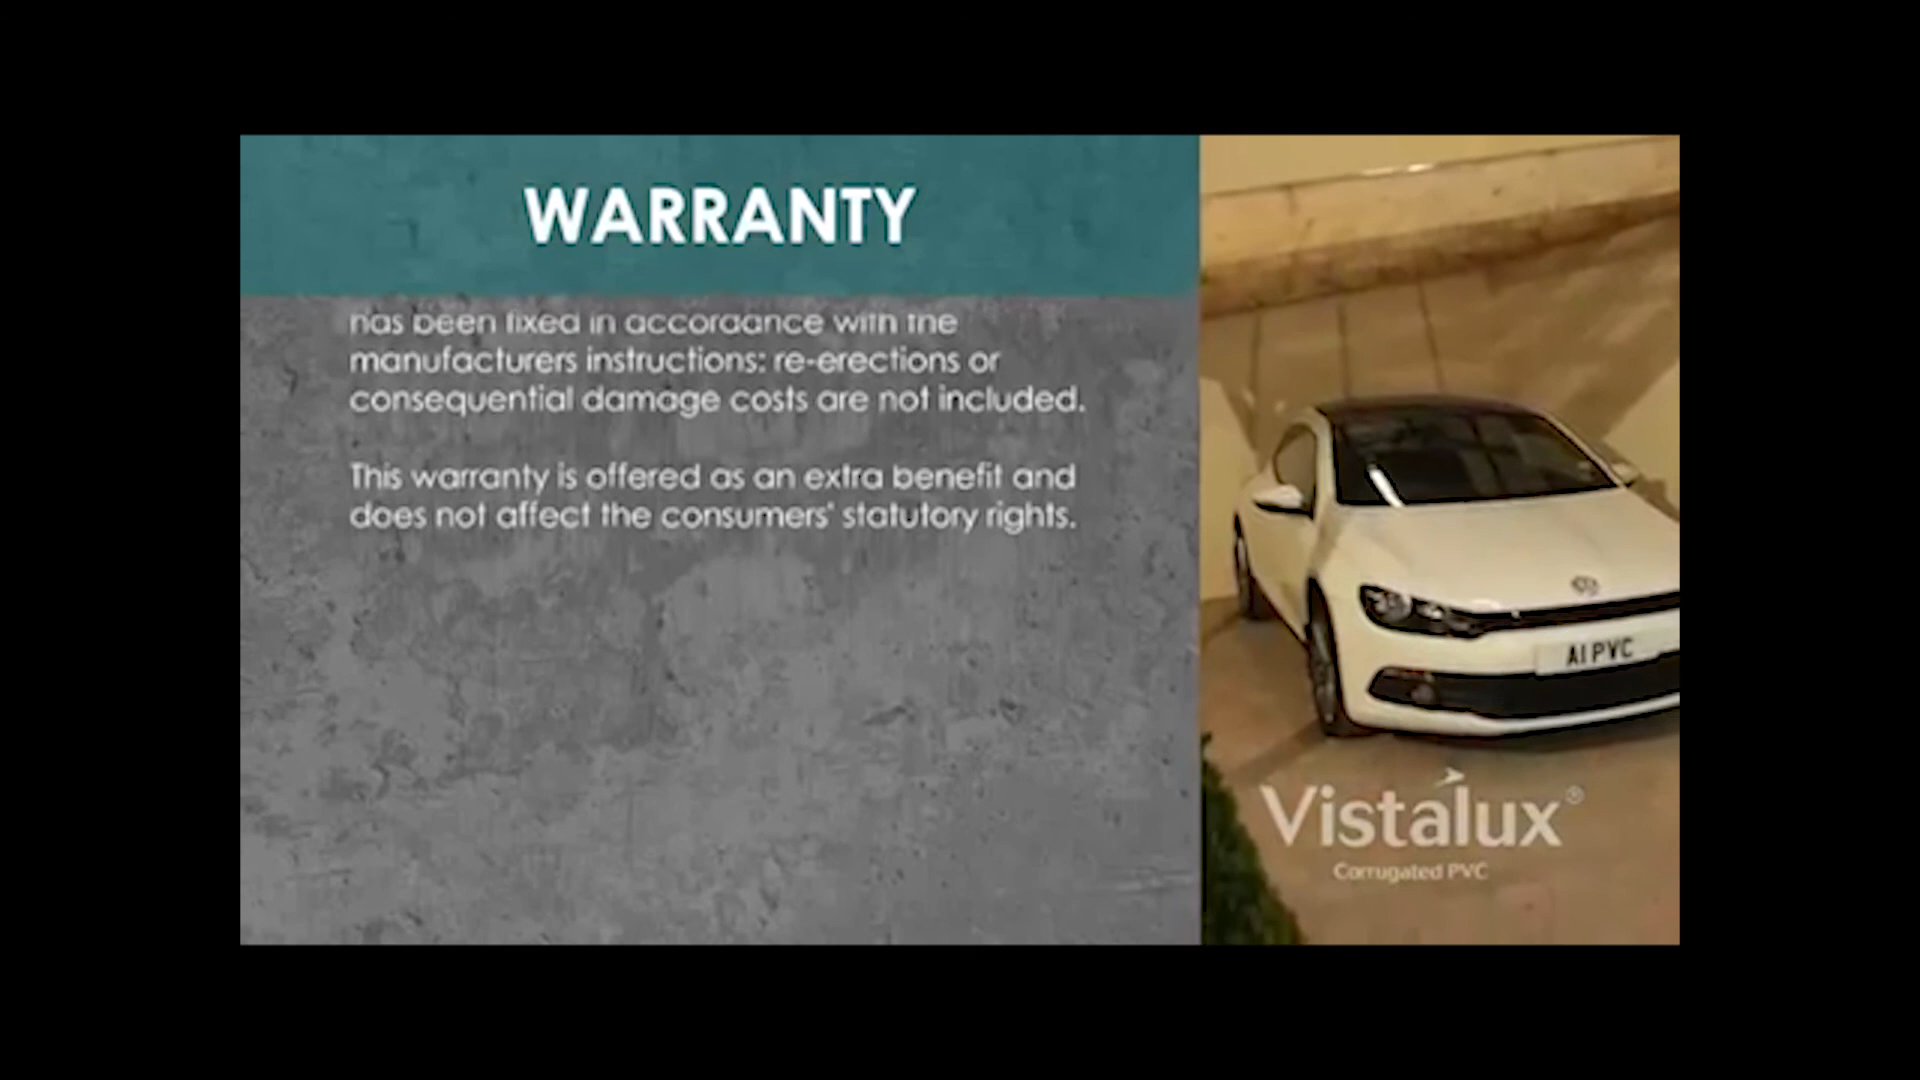 WARRANTY
has been fixed in accordance with the
manufacturers instructions: re-erections or
consequential damage costs are not included.
This warranty is offered as an extra benefit and
does not affect the consumers' statutory rights.
A1 PVC
Vistalux®
Corrugated PVC